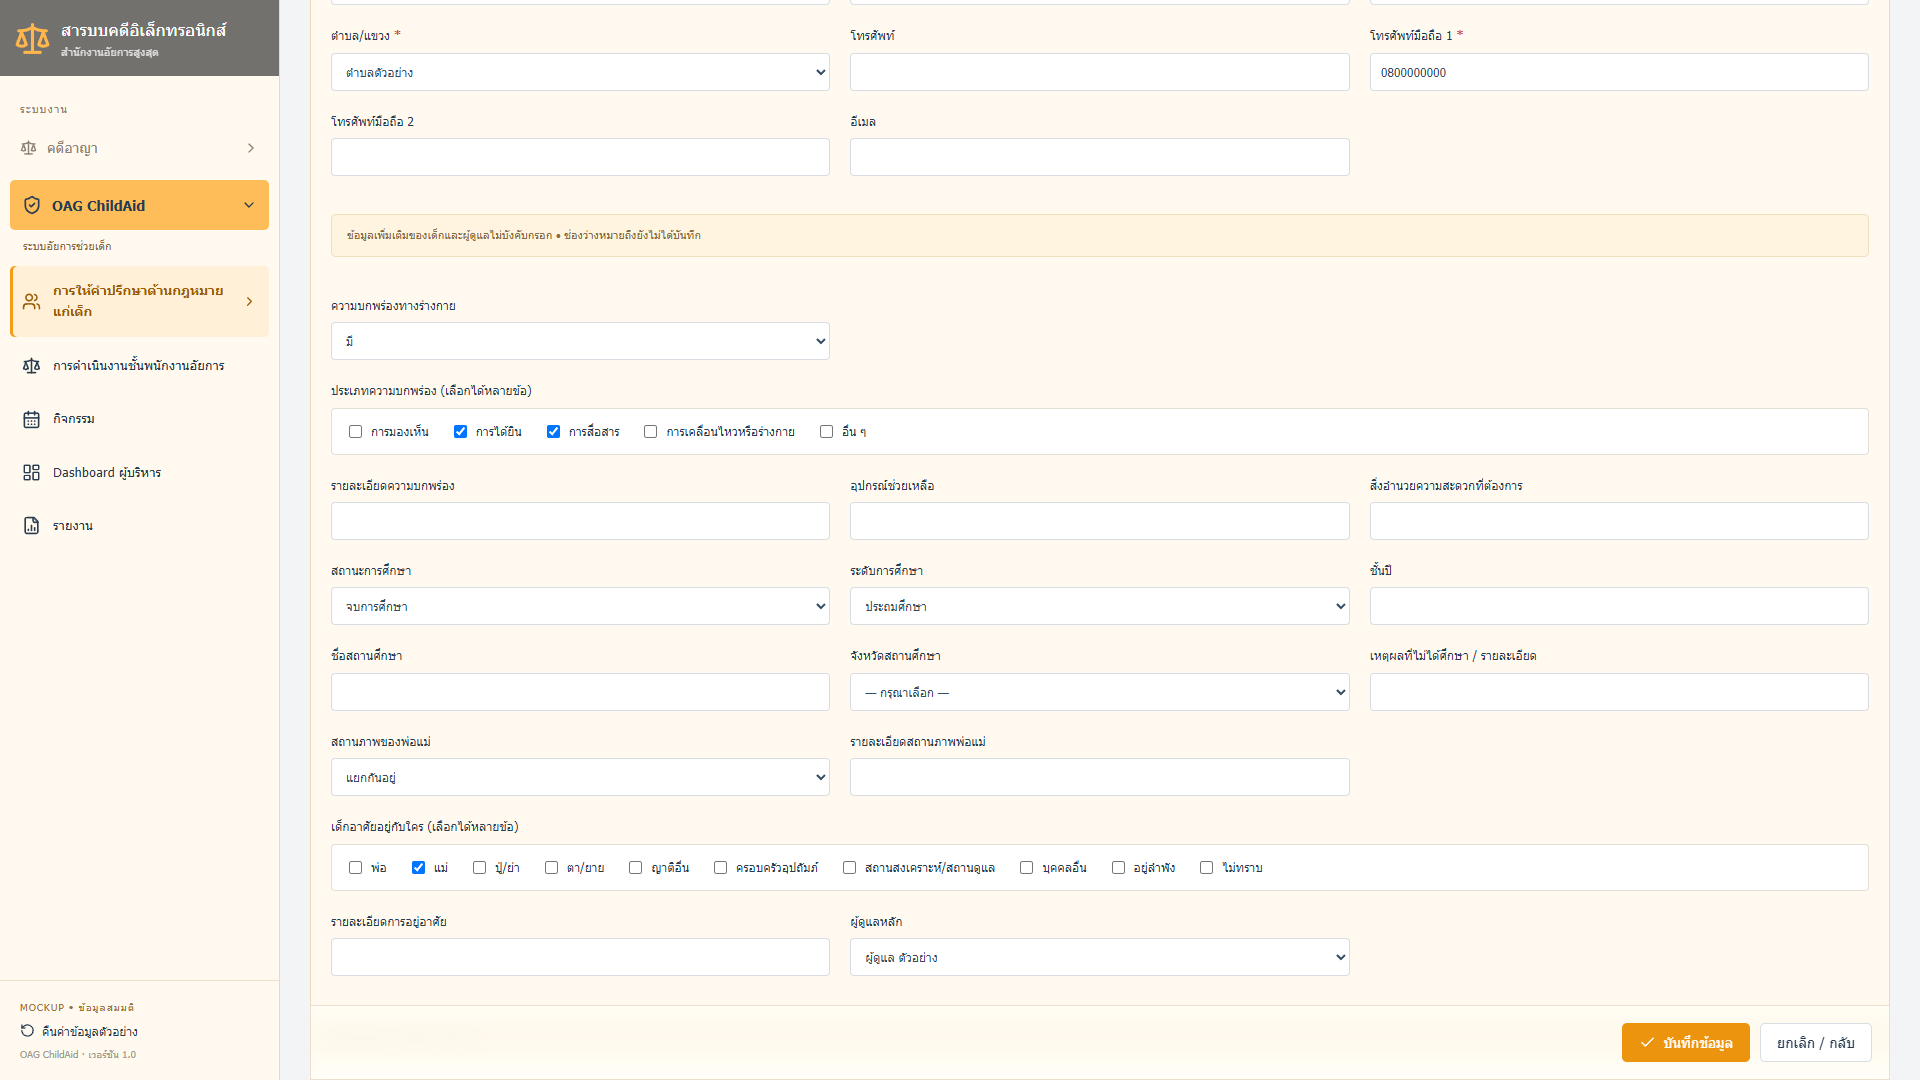 สารบบคดีอิเล็กทรอนิกส์
สำนักงานอัยการสูงสุด
ระบบงาน
คดีอาญา
OAG ChildAid
ระบบอัยการช่วยเด็ก
การให้คำปรึกษาด้านกฎหมาย
แก่เด็ก
การดำเนินงานชั้นพนักงานอัยการ
กิจกรรม
Dashboard ผู้บริหาร
รายงาน
MOCKUP • ข้อมูลสมมติ
คืนค่าข้อมูลตัวอย่าง
OAG ChildAid · เวอร์ชัน 1.0
ตำบล/แขวง * โทรศัพท์ โทรศัพท์มือถือ 1 *
ตำบลตัวอย่าง 0800000000
โทรศัพท์มือถือ 2 อีเมล
ข้อมูลเพิ่มเติมของเด็กและผู้ดูแลไม่บังคับกรอก • ช่องว่างหมายถึงยังไม่ได้บันทึก
ความบกพร่องทางร่างกาย
มี
ประเภทความบกพร่อง (เลือกได้หลายข้อ)
การมองเห็น การได้ยิน การสื่อสาร การเคลื่อนไหวหรือร่างกาย อื่น ๆ
รายละเอียดความบกพร่อง อุปกรณ์ช่วยเหลือ สิ่งอำนวยความสะดวกที่ต้องการ
สถานะการศึกษา ระดับการศึกษา ชั้นปี
จบการศึกษา ประถมศึกษา
ชื่อสถานศึกษา จังหวัดสถานศึกษา เหตุผลที่ไม่ได้ศึกษา / รายละเอียด
— กรุณาเลือก —
สถานภาพของพ่อแม่ รายละเอียดสถานภาพพ่อแม่
แยกกันอยู่
เด็กอาศัยอยู่กับใคร (เลือกได้หลายข้อ)
พ่อ แม่ ปู่/ย่า ตา/ยาย ญาติอื่น ครอบครัวอุปถัมภ์ สถานสงเคราะห์/สถานดูแล บุคคลอื่น อยู่ลำพัง ไม่ทราบ
รายละเอียดการอยู่อาศัย ผู้ดูแลหลัก
ผู้ดูแล ตัวอย่าง
บันทึกข้อมูล ยกเลิก / กลับ